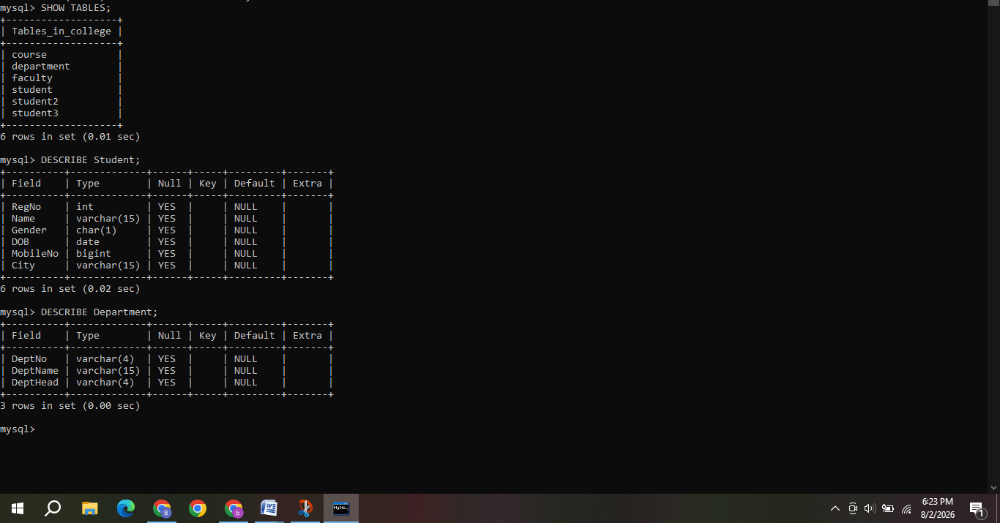 mysql> SHOW TABLES;
+-------------------+
| Tables_in_college |
+-------------------+
| course            |
| department        |
| faculty           |
| student           |
| student2          |
| student3          |
+-------------------+
6 rows in set (0.01 sec)
mysql> DESCRIBE Student;
+----------+-------------+------+-----+---------+-------+
| Field    | Type        | Null | Key | Default | Extra |
+----------+-------------+------+-----+---------+-------+
| RegNo    | int         | YES  |     | NULL    |       |
| Name     | varchar(15) | YES  |     | NULL    |       |
| Gender   | char(1)     | YES  |     | NULL    |       |
| DOB      | date        | YES  |     | NULL    |       |
| MobileNo | bigint      | YES  |     | NULL    |       |
| City     | varchar(15) | YES  |     | NULL    |       |
+----------+-------------+------+-----+---------+-------+
6 rows in set (0.02 sec)
mysql> DESCRIBE Department;
+----------+-------------+------+-----+---------+-------+
| Field    | Type        | Null | Key | Default | Extra |
+----------+-------------+------+-----+---------+-------+
| DeptNo   | varchar(4)  | YES  |     | NULL    |       |
| DeptName | varchar(15) | YES  |     | NULL    |       |
| DeptHead | varchar(4)  | YES  |     | NULL    |       |
+----------+-------------+------+-----+---------+-------+
3 rows in set (0.00 sec)
mysql>
B
b
W
MySQL
6:23 PM
8/2/2026
1